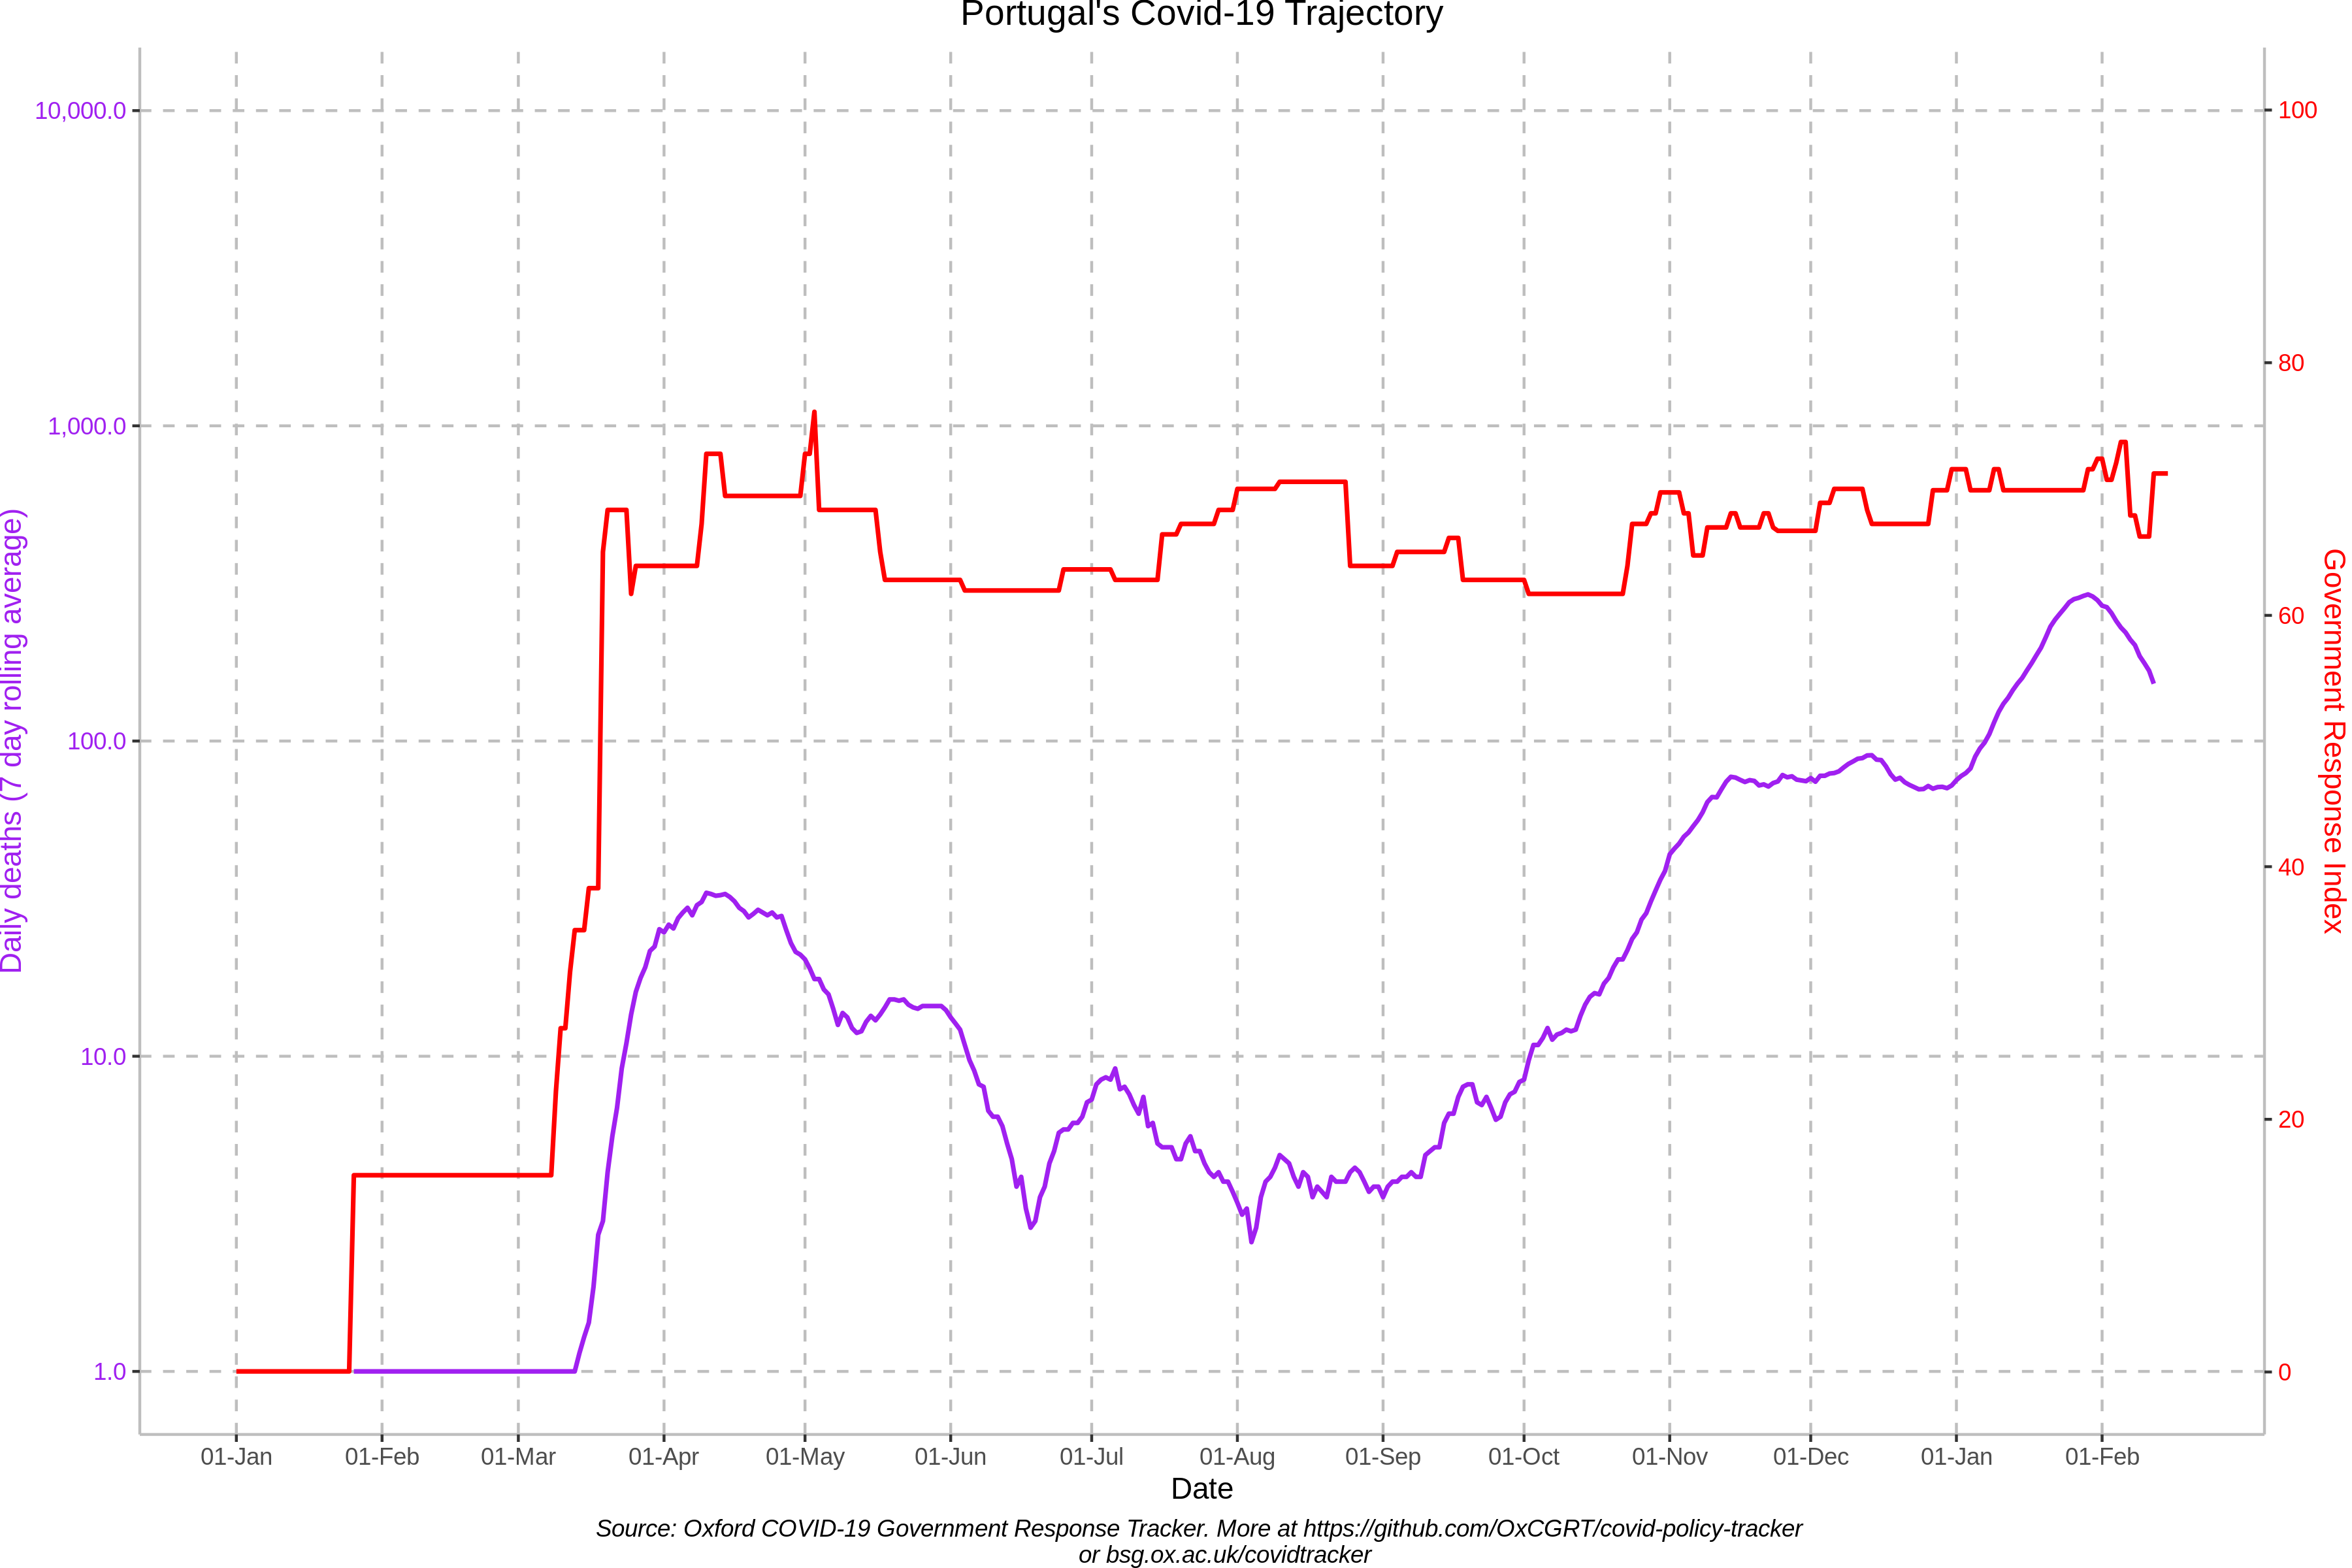 Portugal's Covid-19 Trajectory
10,000.0
1,000.0
100.0
10.0
1.0
Daily deaths (7 day rolling average)
100
80
60
40
20
0
Government Response Index
01-Jan 01-Feb 01-Mar 01-Apr 01-May 01-Jun 01-Jul 01-Aug 01-Sep 01-Oct 01-Nov 01-Dec 01-Jan 01-Feb
Date
Source: Oxford COVID-19 Government Response Tracker. More at https://github.com/OxCGRT/covid-policy-tracker
or bsg.ox.ac.uk/covidtracker